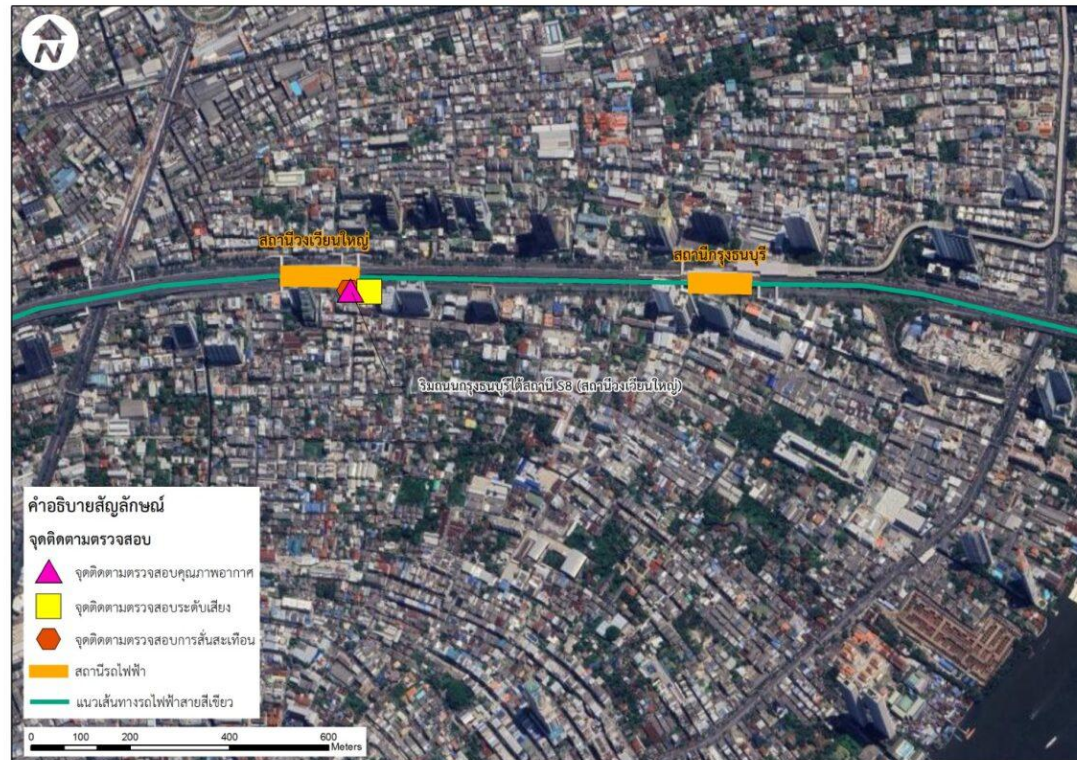 N
สถานีวงเวียนใหญ่
สถานีกรุงธนบุรี
ริมถนนกรุงธนบุรีใต้สถานี S8 (สถานีวงเวียนใหญ่)
คำอธิบายสัญลักษณ์
จุดติดตามตรวจสอบ
จุดติดตามตรวจสอบคุณภาพอากาศ
จุดติดตามตรวจสอบระดับเสียง
จุดติดตามตรวจสอบการสั่นสะเทือน
สถานีรถไฟฟ้า
แนวเส้นทางรถไฟฟ้าสายสีเขียว
0 100 200 400 600
Meters